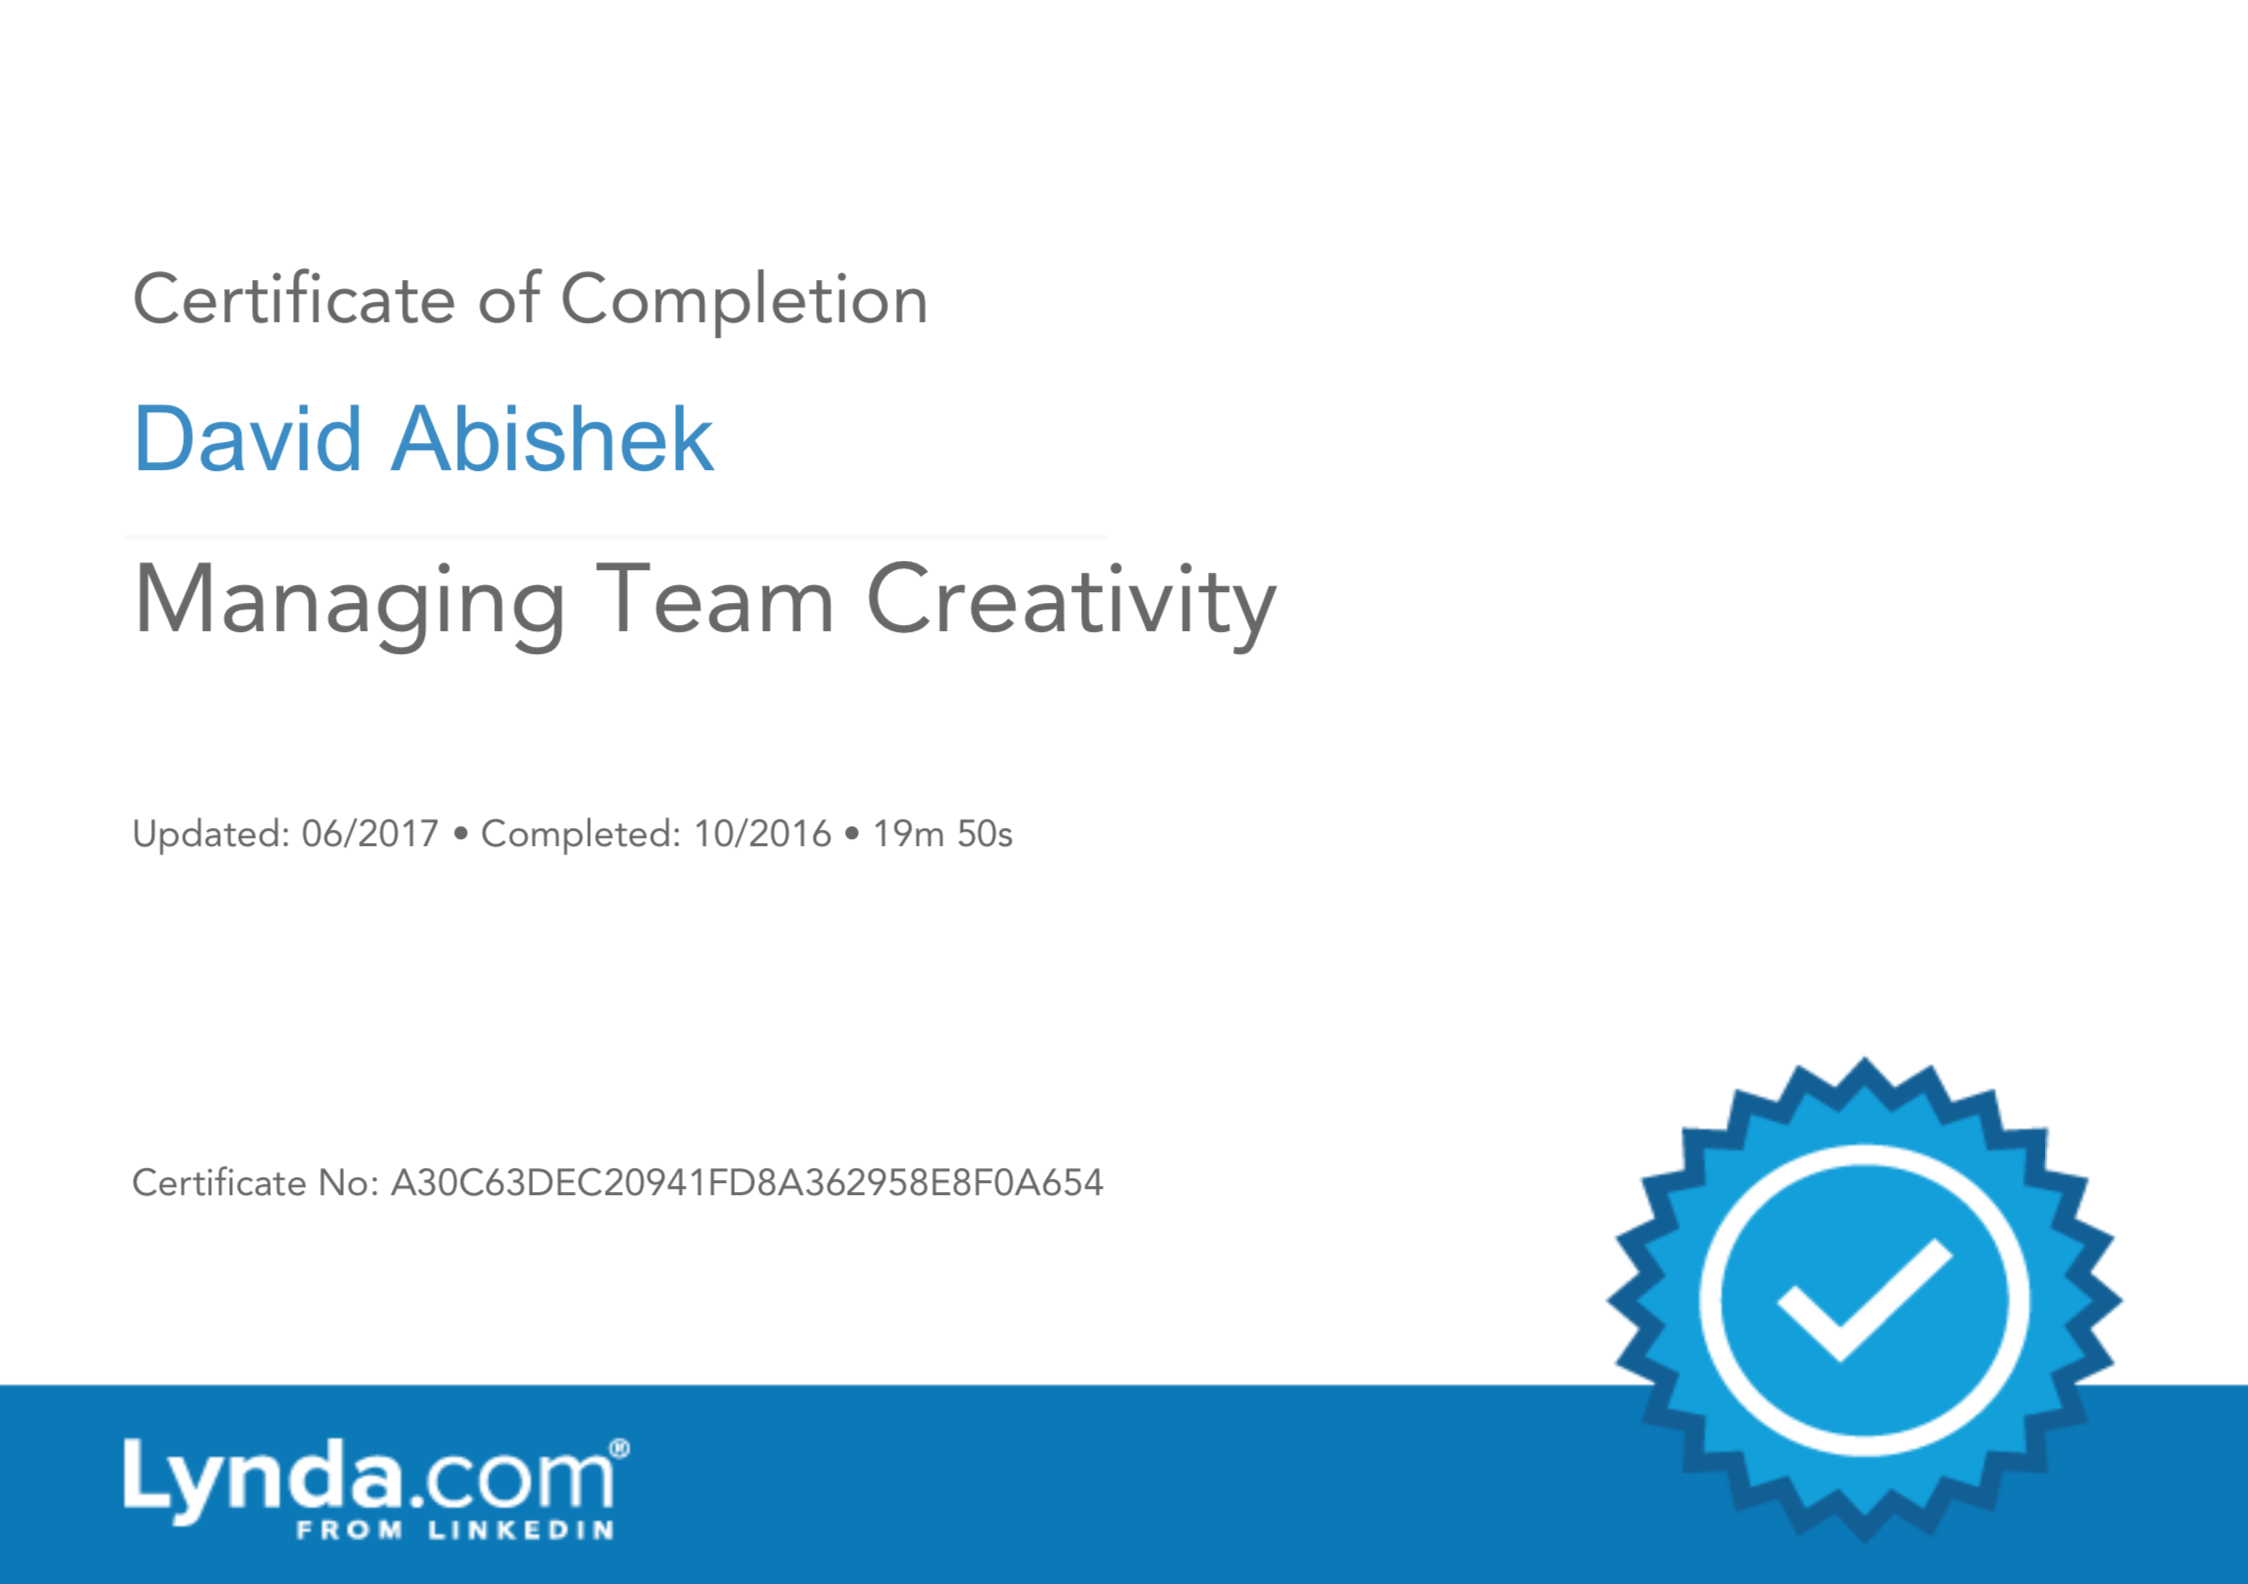 Certificate of Completion
David Abishek
Managing Team Creativity
Updated: 06/2017 • Completed: 10/2016 • 19m 50s
Certificate No: A30C63DEC20941FD8A362958E8F0A654
Lynda.com®
FROM LINKEDIN